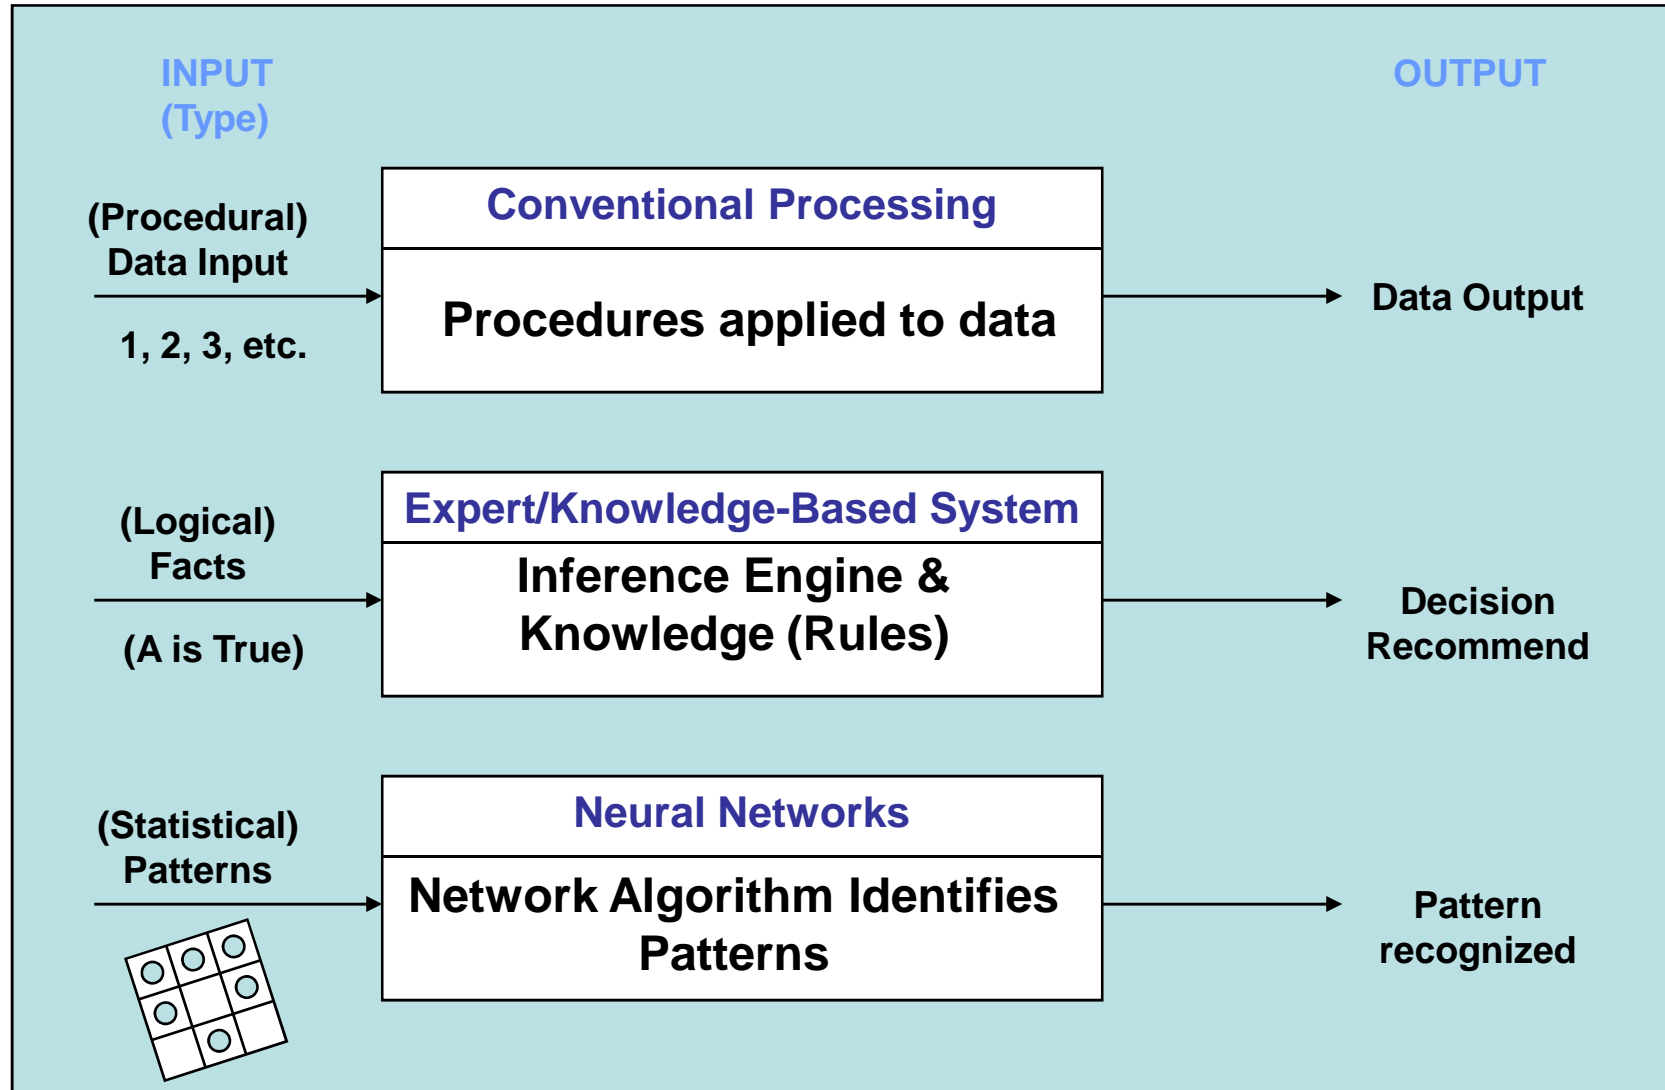 INPUT
(Type)
OUTPUT
(Procedural)
Data Input
1, 2, 3, etc.
Conventional Processing
Procedures applied to data
Data Output
(Logical)
Facts
(A is True)
Expert/Knowledge-Based System
Inference Engine &
Knowledge (Rules)
Decision
Recommend
(Statistical)
Patterns
Neural Networks
Network Algorithm Identifies
Patterns
Pattern
recognized